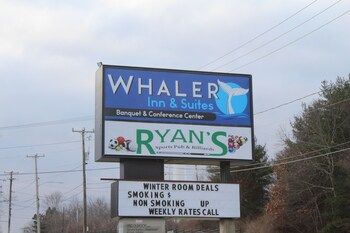 WHALER
Inn & Suites
Banquet & Conference Center
RYAN'S
Sports Pub & Billiards
WINTER ROOM DEALS
SMOKING $
NON SMOKING UP
WEEKLY RATES CALL